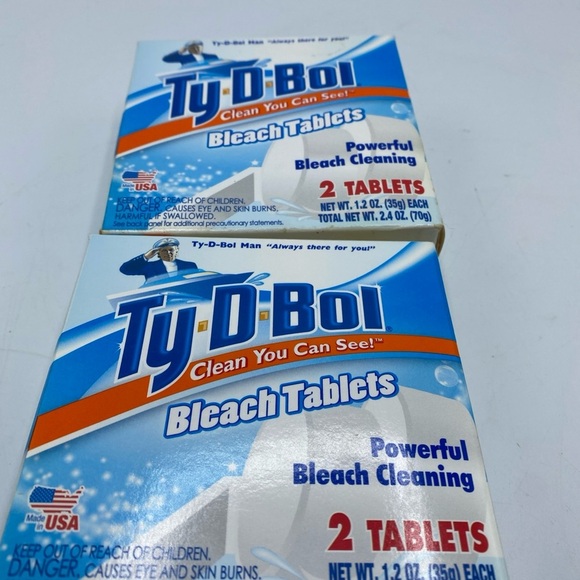 Ty-D-Bol Man "Always there for you!"
Ty·D·Bol
Clean You Can See!™
Bleach Tablets
Powerful
Bleach Cleaning
Made in USA
2 TABLETS
NET WT. 1.2 OZ. (35g) EACH
TOTAL NET WT. 2.4 OZ. (70g)
KEEP OUT OF REACH OF CHILDREN.
DANGER. CAUSES EYE AND SKIN BURNS.
HARMFUL IF SWALLOWED.
See back panel for additional precautionary statements.
Ty-D-Bol Man "Always there for you!"
Ty·D·Bol®
Clean You Can See!™
Bleach Tablets
Powerful
Bleach Cleaning
Made in USA
2 TABLETS
NET WT. 1.2 OZ. (35g) EACH
KEEP OUT OF REACH OF CHILDREN.
DANGER. CAUSES EYE AND SKIN BURNS.